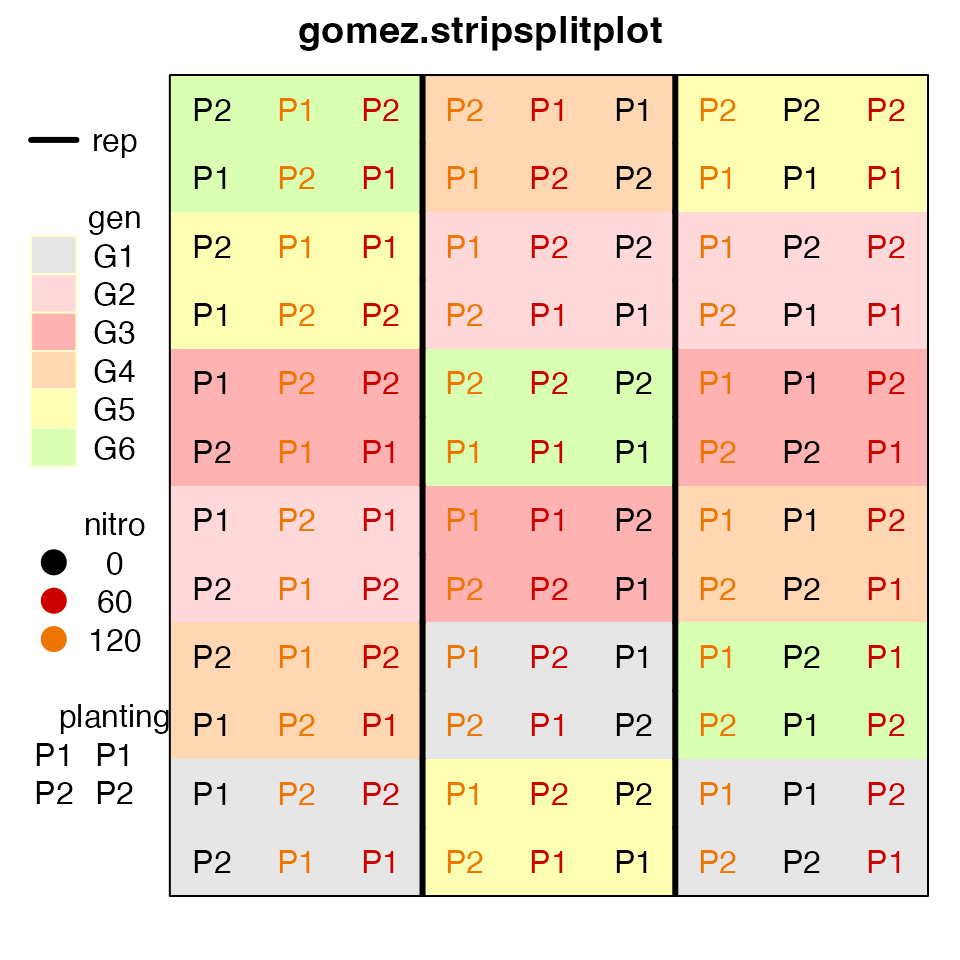 gomez.stripsplitplot
rep
gen
G1
G2
G3
G4
G5
G6
nitro
0
60
120
planting
P1 P1
P2 P2
P2 P1 P2 P2 P1 P1 P2 P2 P2
P1 P2 P1 P1 P2 P2 P1 P1 P1
P2 P1 P1 P1 P2 P2 P1 P2 P2
P1 P2 P2 P2 P1 P1 P2 P1 P1
P1 P2 P2 P2 P2 P2 P1 P1 P2
P2 P1 P1 P1 P1 P1 P2 P2 P1
P1 P2 P1 P1 P1 P2 P1 P1 P2
P2 P1 P2 P2 P2 P1 P2 P2 P1
P2 P1 P2 P1 P2 P1 P1 P2 P1
P1 P2 P1 P2 P1 P2 P2 P1 P2
P1 P2 P2 P1 P2 P2 P1 P1 P2
P2 P1 P1 P2 P1 P1 P2 P2 P1